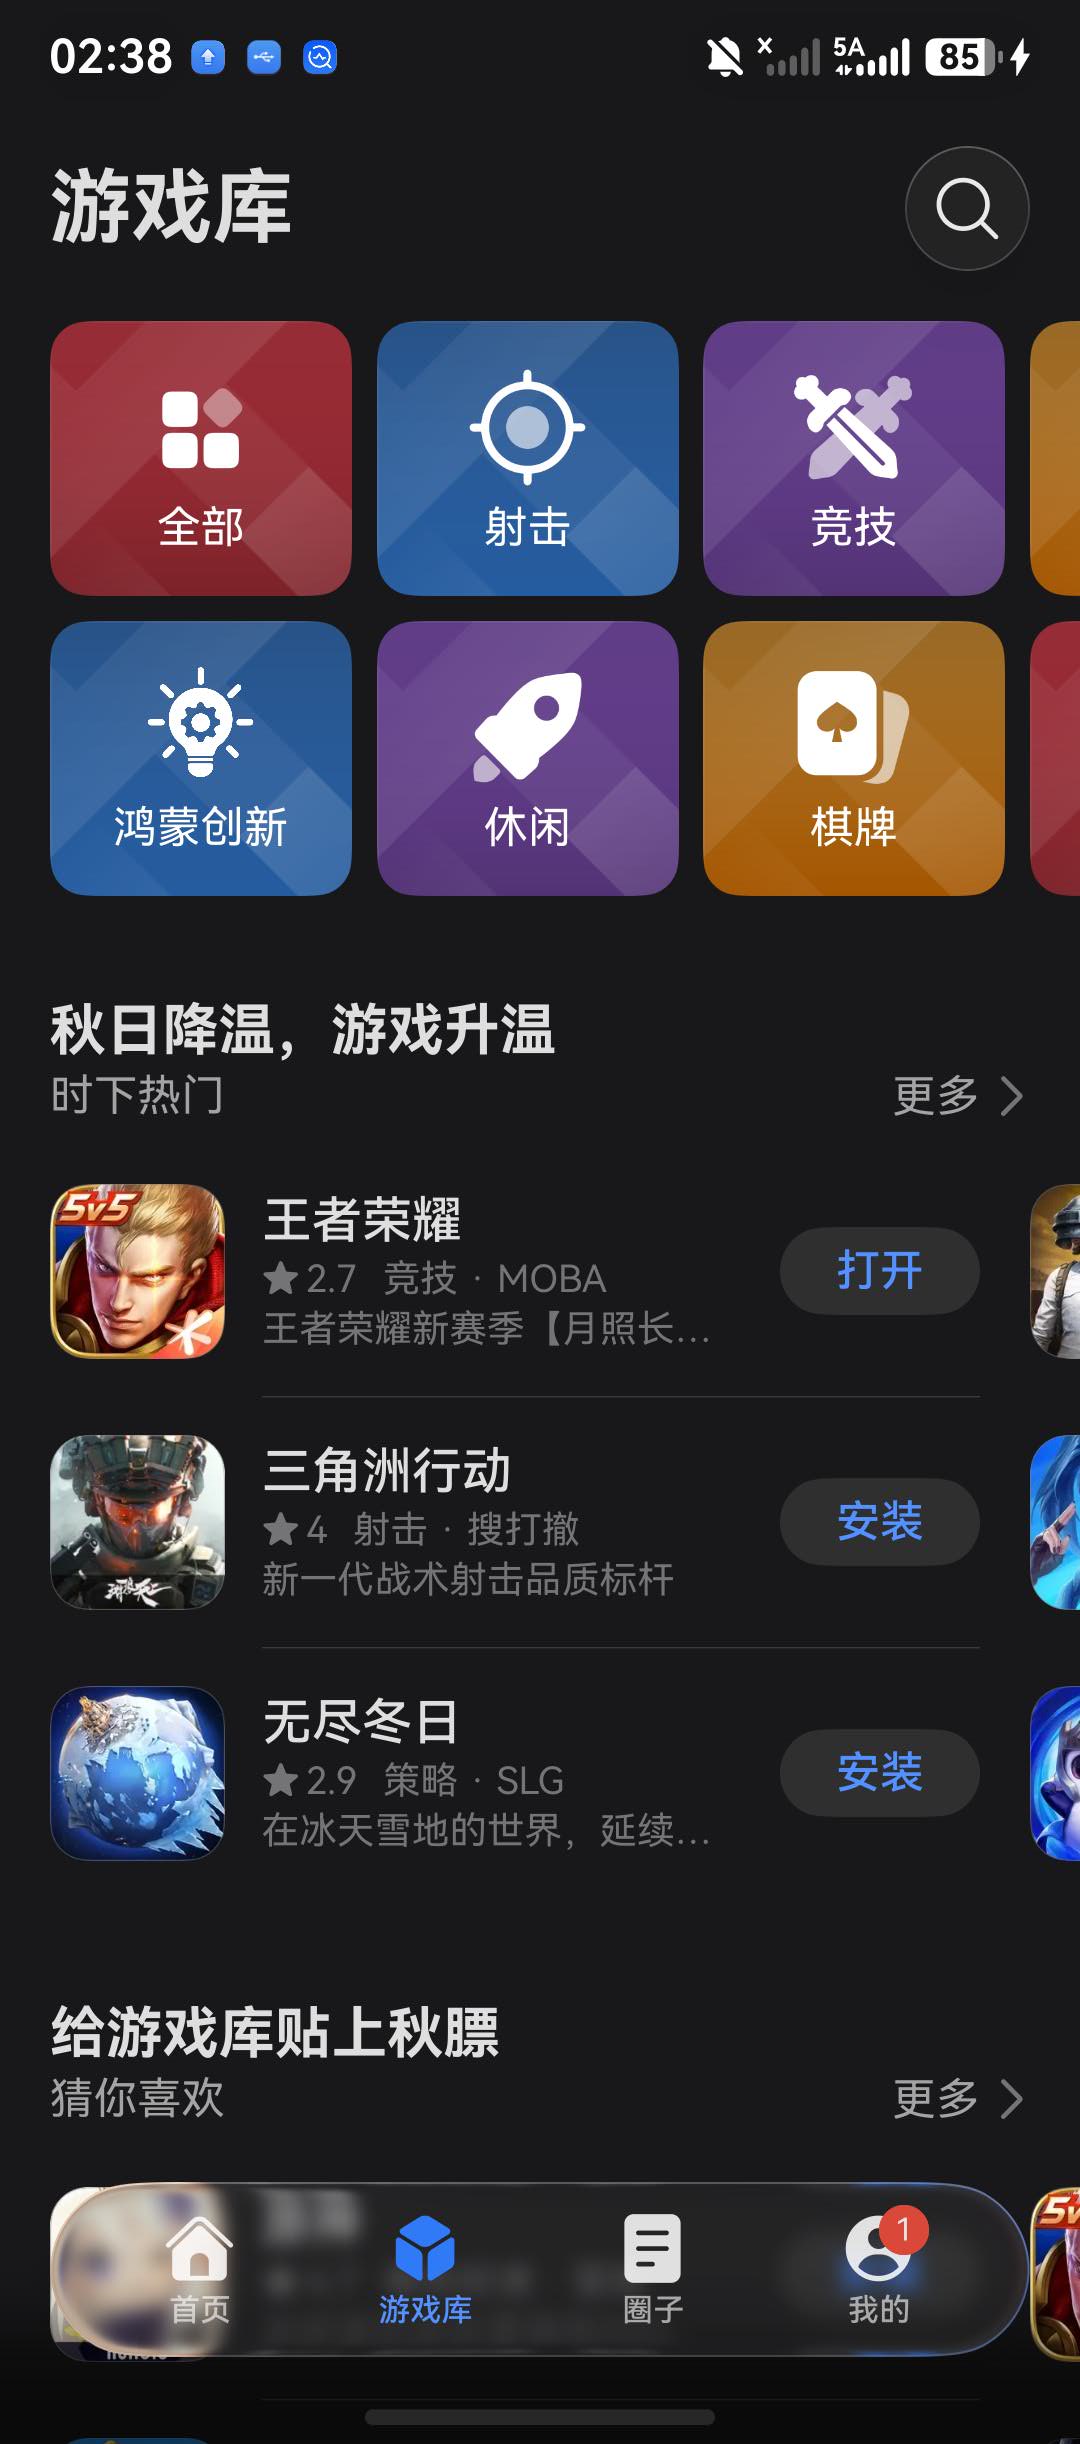 02:38
5A
85
游戏库
全部
射击
竞技
鸿蒙创新
休闲
棋牌
秋日降温，游戏升温
时下热门
更多
5v5
王者荣耀
2.7 竞技 · MOBA
王者荣耀新赛季【月照长...
打开
三角洲行动
4 射击 · 搜打撤
新一代战术射击品质标杆
安装
无尽冬日
2.9 策略 · SLG
在冰天雪地的世界，延续...
安装
给游戏库贴上秋膘
猜你喜欢
更多
5v
1
首页
游戏库
圈子
我的